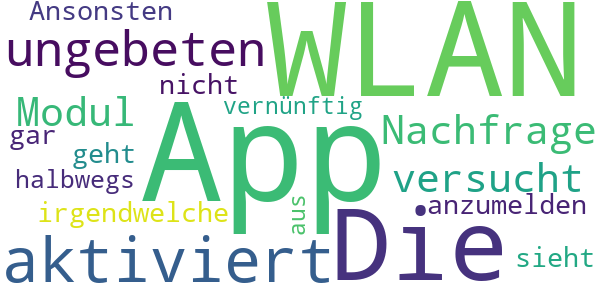 Ansonsten
WLAN
ungebeten
nicht
Modul
vernünftig
App
Nachfrage
gar
geht
halbwegs
versucht
irgendwelche
aus
Die
anzumelden
aktiviert
sieht